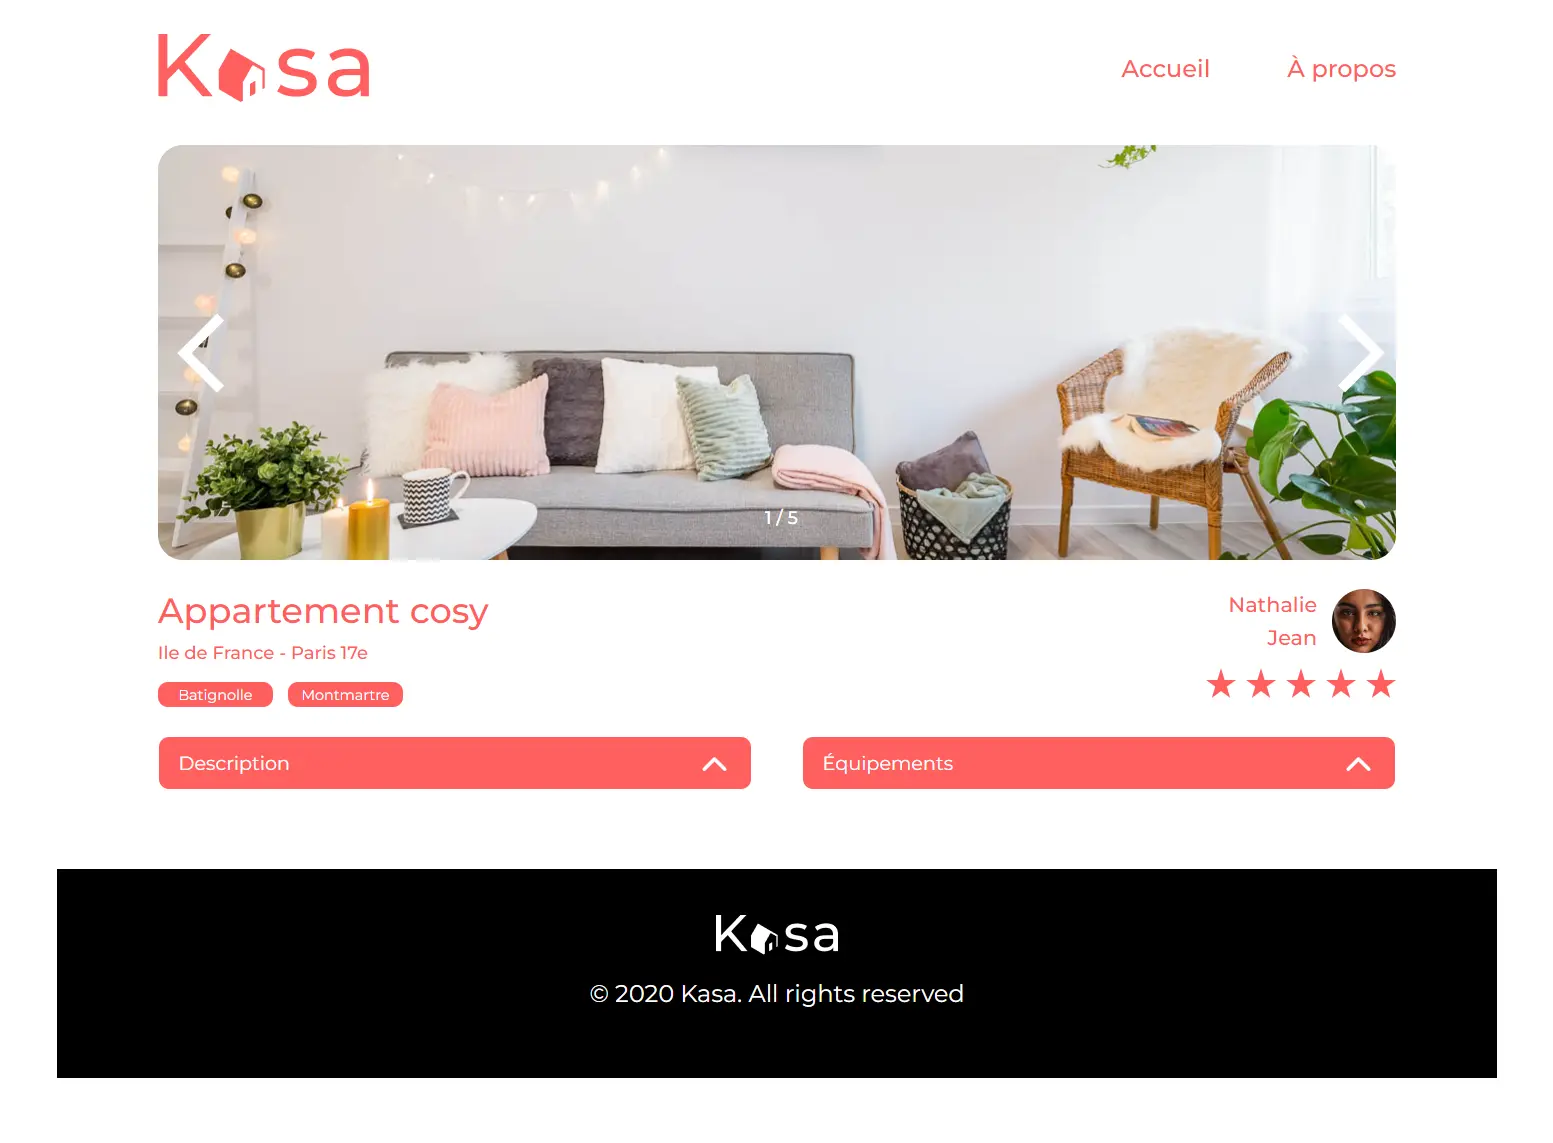 Kasa
Accueil
À propos
1 / 5
Appartement cosy
Ile de France - Paris 17e
Batignolle
Montmartre
Nathalie
Jean
Description
Équipements
Kasa
© 2020 Kasa. All rights reserved